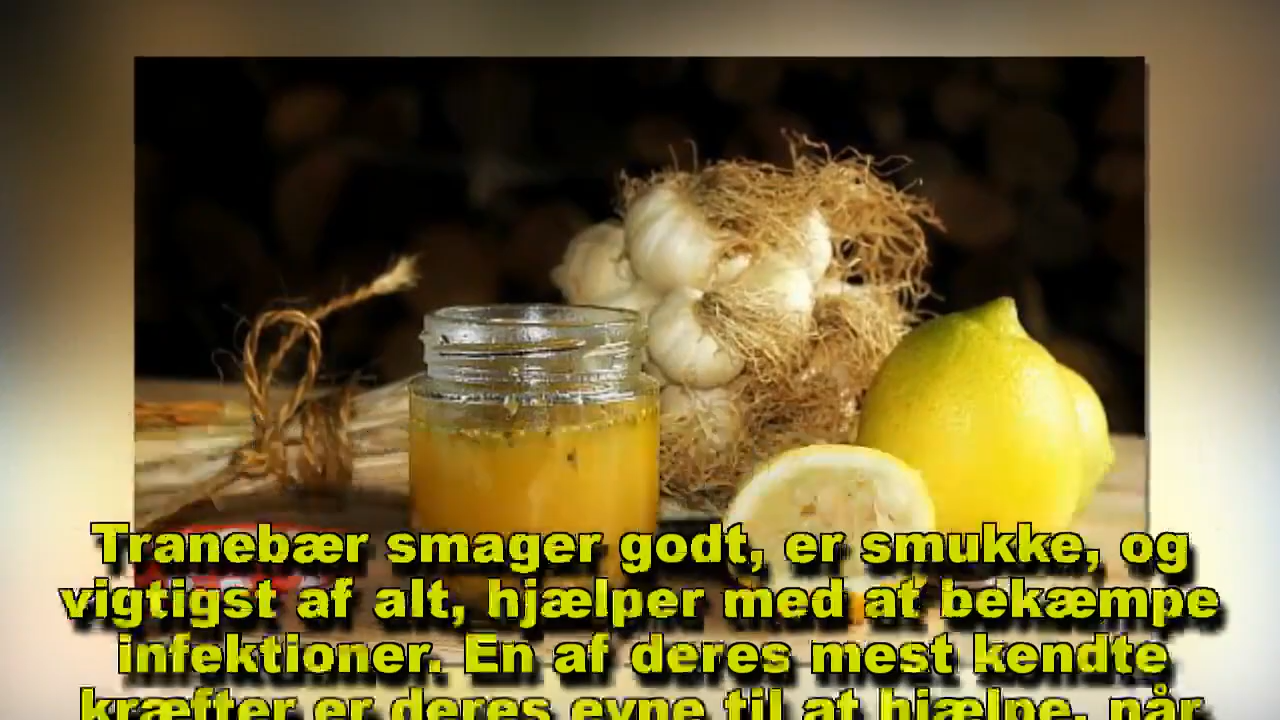 Tranebær smager godt, er smukke, og
vigtigst af alt, hjælper med at bekæmpe
infektioner. En af deres mest kendte
kræfter er deres evne til at hjælpe, når